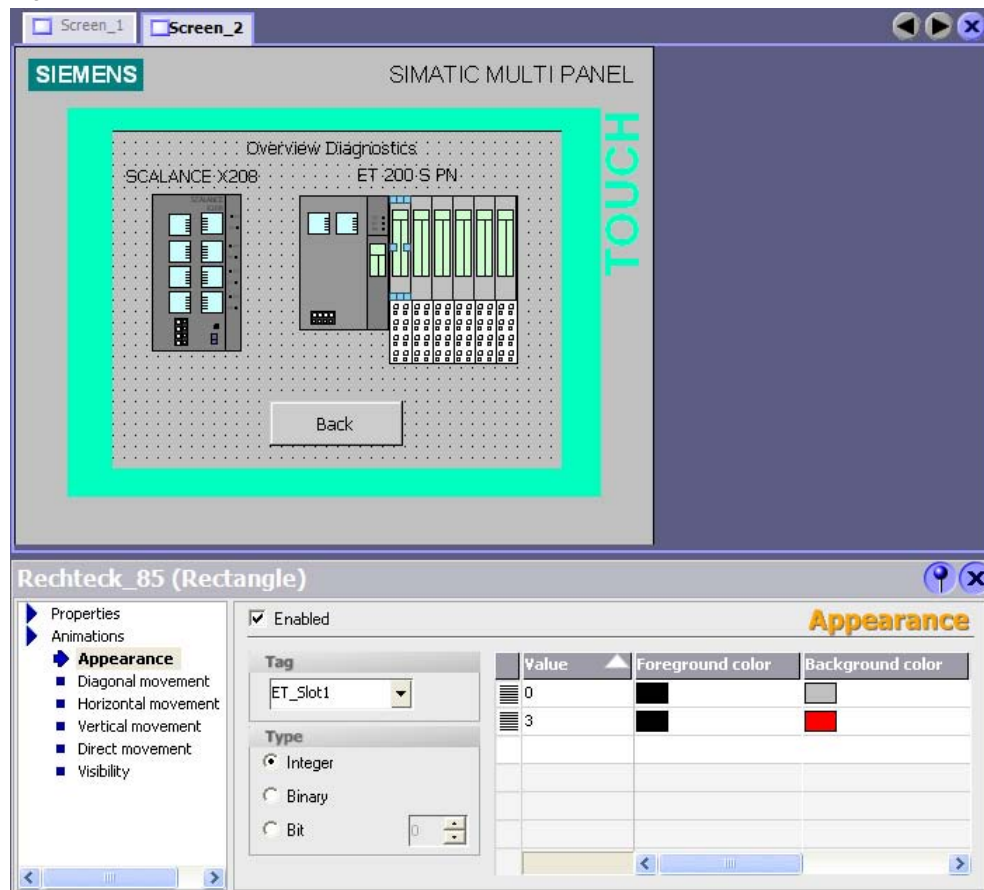 Screen_1
Screen_2
SIEMENS
SIMATIC MULTI PANEL
TOUCH
Overview Diagnostics
SCALANCE X208
ET 200 S PN
Back
Rechteck_85 (Rectangle)
Properties
Animations
Appearance
Diagonal movement
Horizontal movement
Vertical movement
Direct movement
Visibility
Enabled
Appearance
Tag
ET_Slot1
Type
Integer
Binary
Bit
0
Value
Foreground color
Background color
0
3